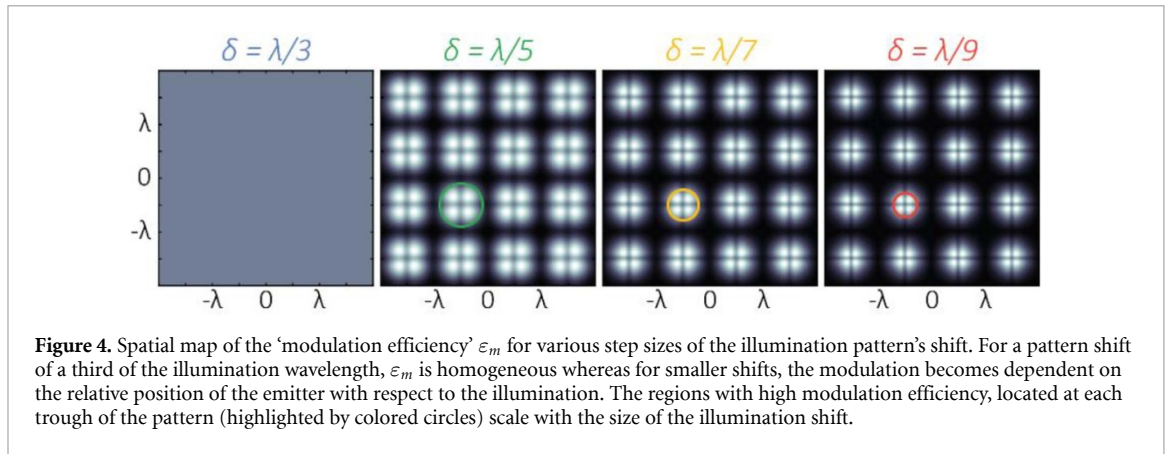 δ = λ/3
δ = λ/5
δ = λ/7
δ = λ/9
λ
0
-λ
-λ 0 λ
-λ 0 λ
-λ 0 λ
-λ 0 λ
Figure 4. Spatial map of the ‘modulation efficiency’ εm for various step sizes of the illumination pattern’s shift. For a pattern shift
of a third of the illumination wavelength, εm is homogeneous whereas for smaller shifts, the modulation becomes dependent on
the relative position of the emitter with respect to the illumination. The regions with high modulation efficiency, located at each
trough of the pattern (highlighted by colored circles) scale with the size of the illumination shift.